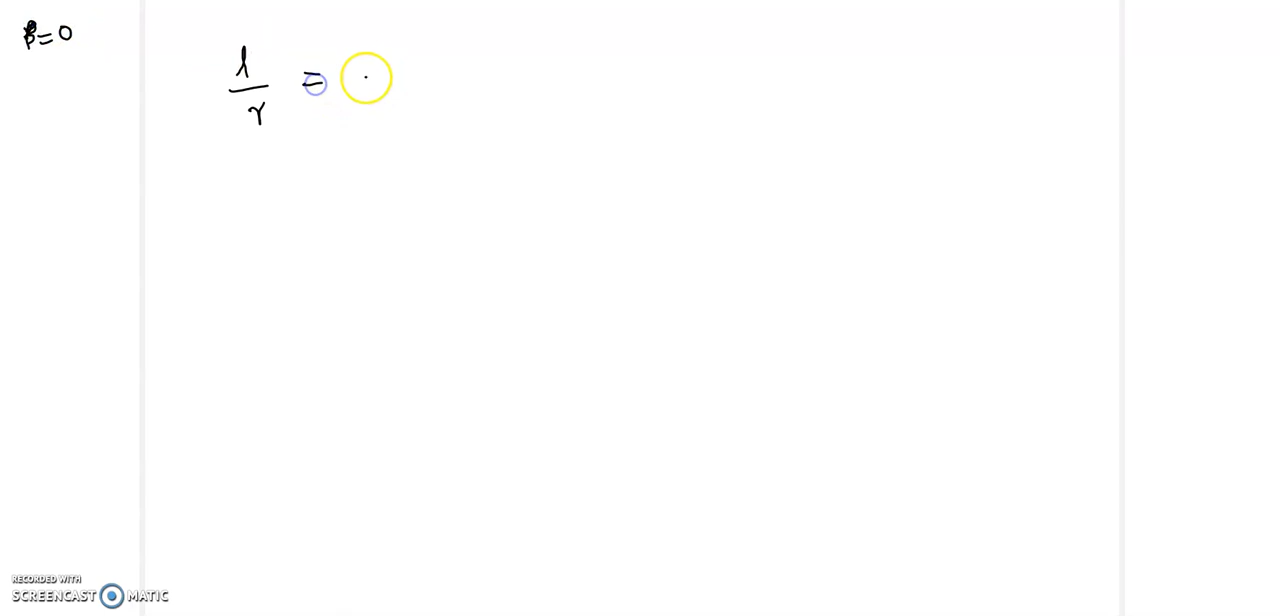 β=0
l/r =
RECORDED WITH
SCREENCAST MATIC